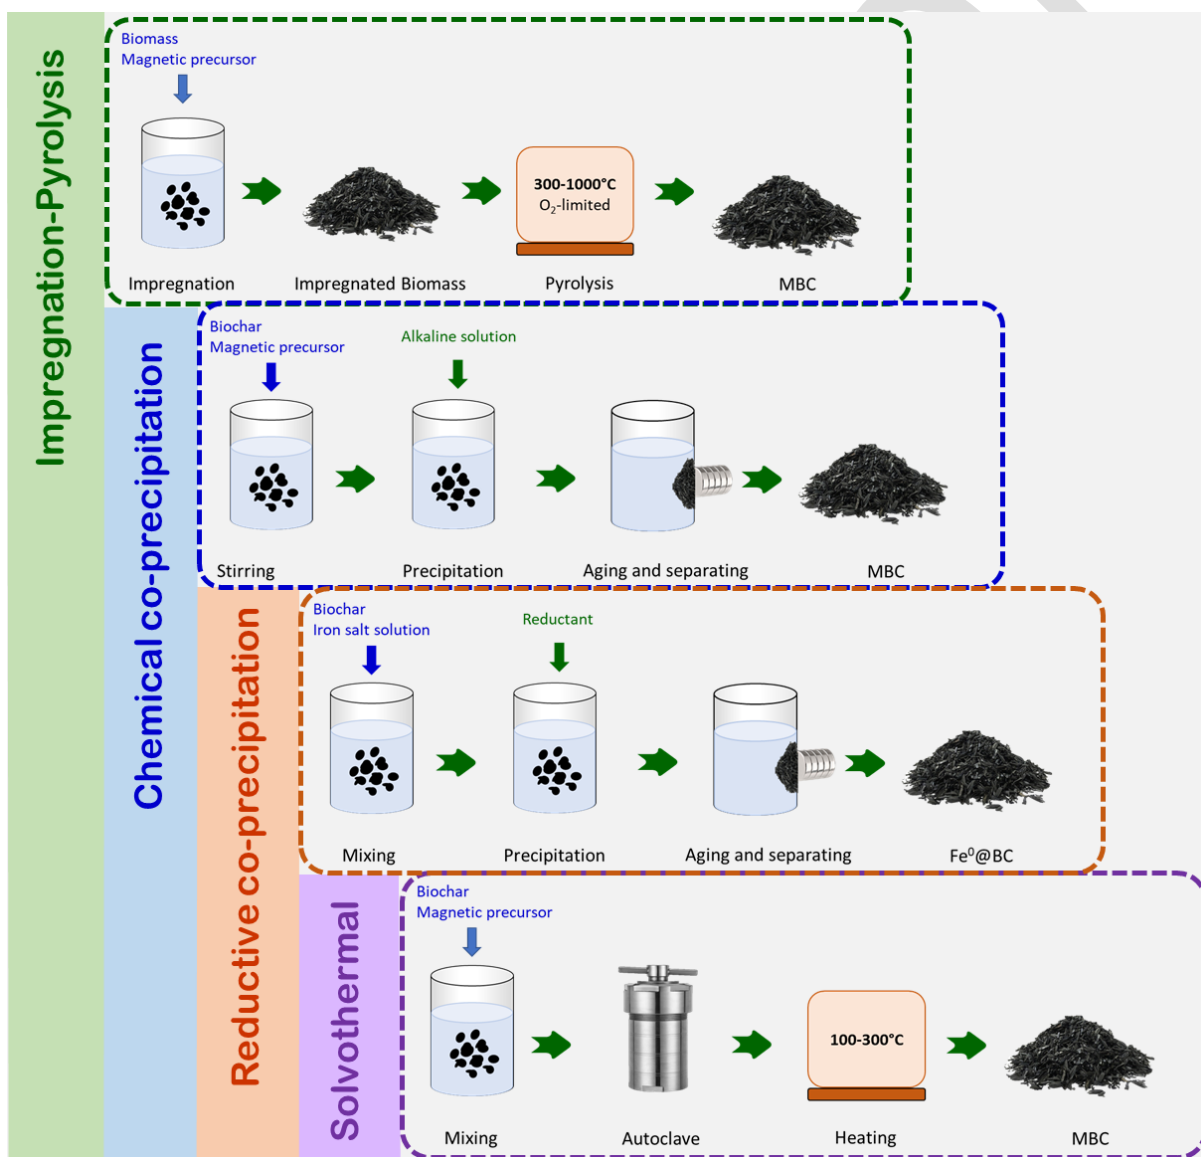 Impregnation-Pyrolysis
Biomass
Magnetic precursor
300-1000°C
O₂-limited
Impregnation
Impregnated Biomass
Pyrolysis
MBC
Chemical co-precipitation
Biochar
Magnetic precursor
Alkaline solution
Stirring
Precipitation
Aging and separating
MBC
Reductive co-precipitation
Biochar
Iron salt solution
Reductant
Mixing
Precipitation
Aging and separating
Fe⁰@BC
Solvothermal
Biochar
Magnetic precursor
100-300°C
Mixing
Autoclave
Heating
MBC